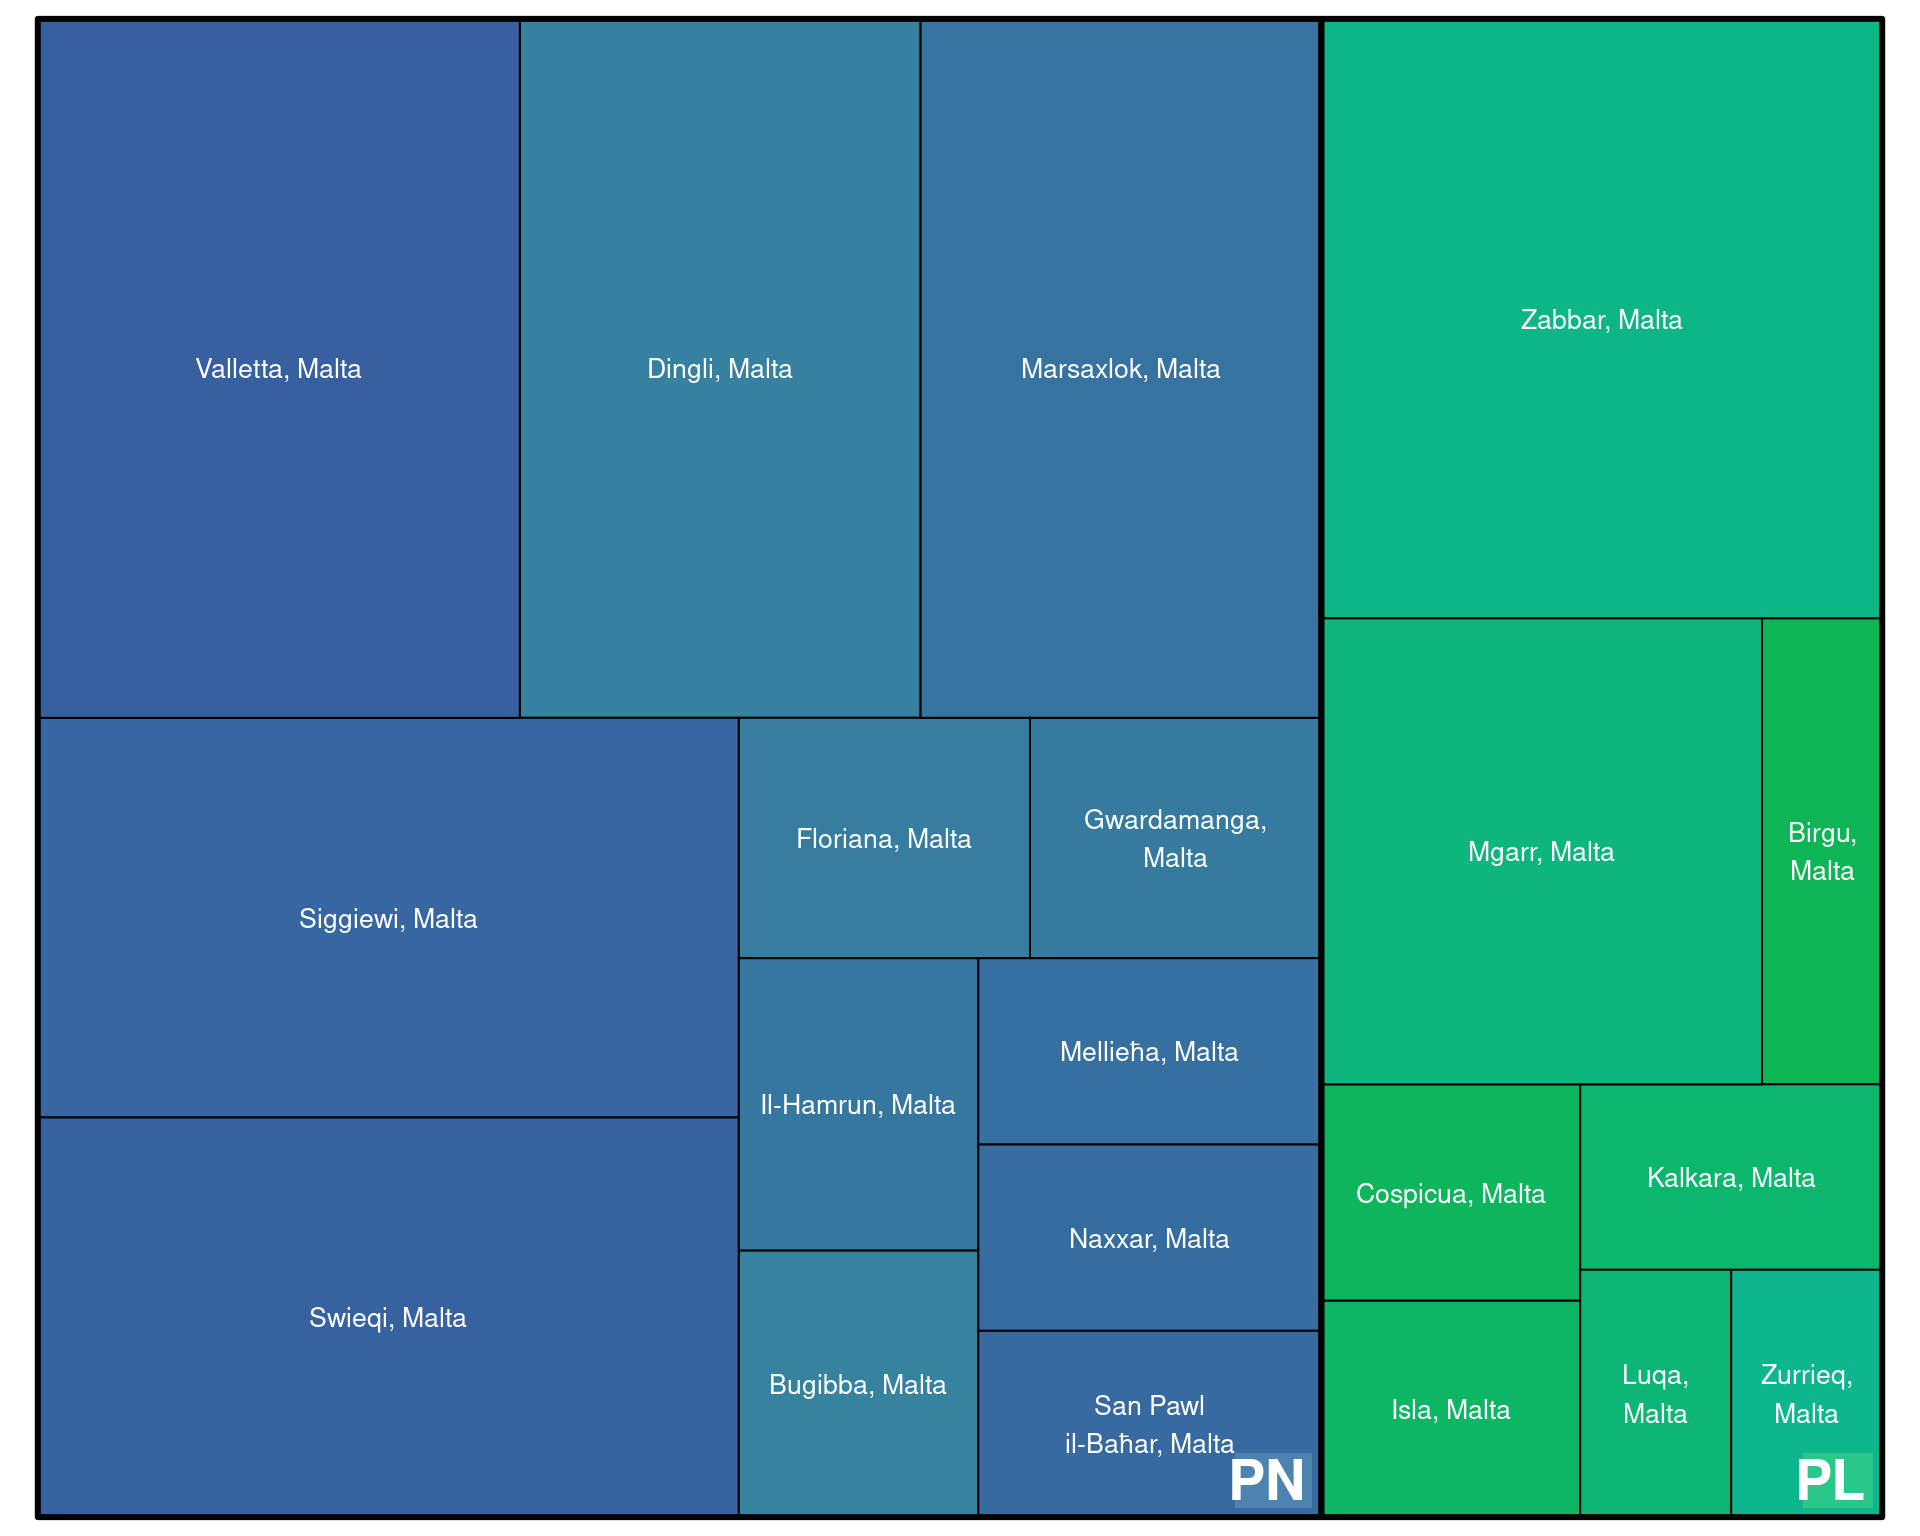 Valletta, Malta
Dingli, Malta
Marsaxlok, Malta
Zabbar, Malta
Siggiewi, Malta
Floriana, Malta
Gwardamanga,
Malta
Mgarr, Malta
Birgu,
Malta
Il-Hamrun, Malta
Mellieħa, Malta
Naxxar, Malta
Cospicua, Malta
Kalkara, Malta
Swieqi, Malta
Bugibba, Malta
San Pawl
il-Baħar, Malta
PN
Isla, Malta
Luqa,
Malta
Zurrieq,
Malta
PL